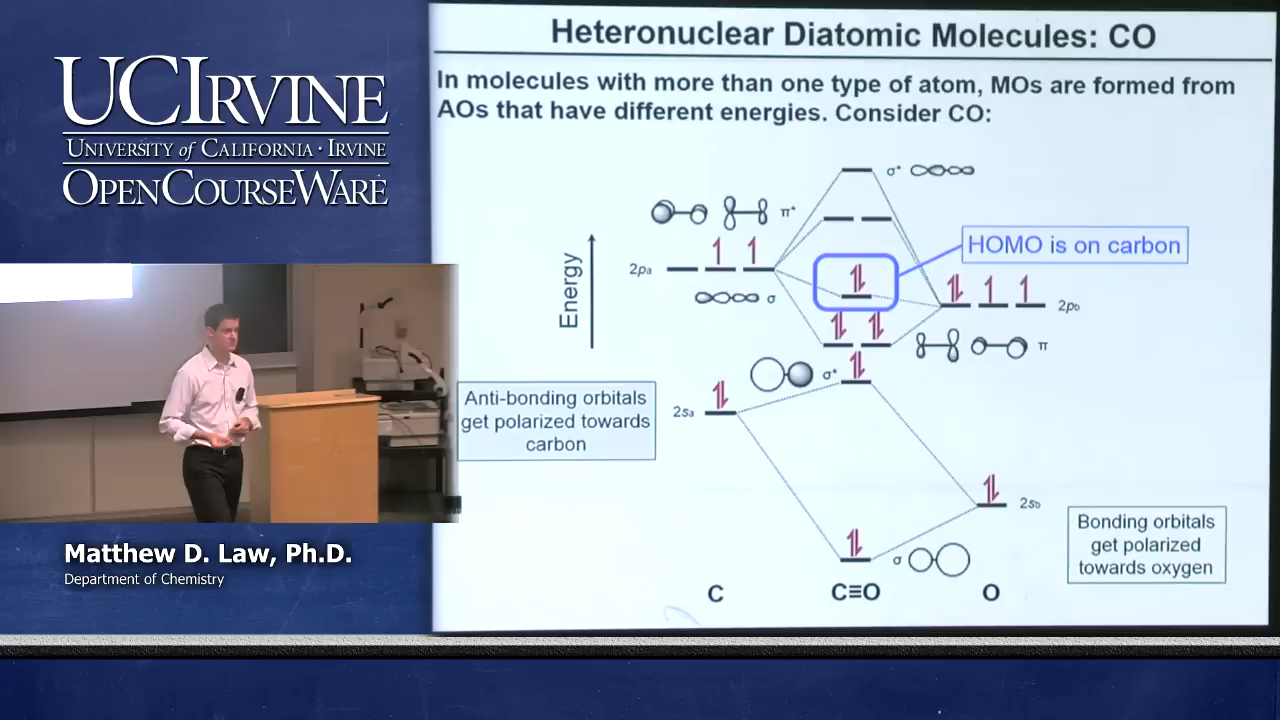 UCIRVINE
UNIVERSITY of CALIFORNIA · IRVINE
OPENCOURSEWARE
Matthew D. Law, Ph.D.
Department of Chemistry
Heteronuclear Diatomic Molecules: CO
In molecules with more than one type of atom, MOs are formed from
AOs that have different energies. Consider CO:
σ*
π*
HOMO is on carbon
Energy
2pa
σ
2pb
π
σ*
Anti-bonding orbitals
get polarized towards
carbon
2sa
2sb
Bonding orbitals
get polarized
towards oxygen
σ
C
C≡O
O